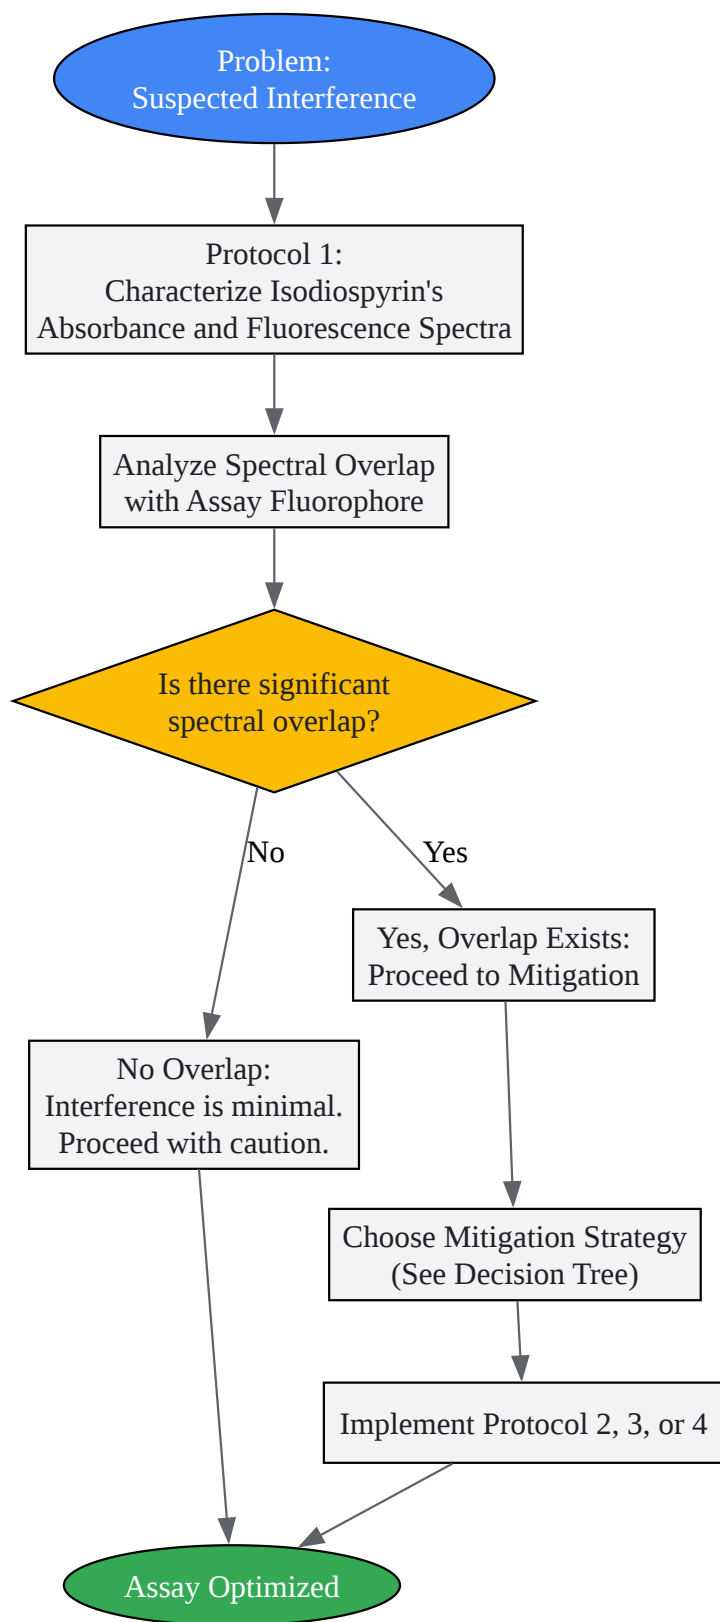 Problem:
Suspected Interference
Protocol 1:
Characterize Isodiospyrin's
Absorbance and Fluorescence Spectra
Analyze Spectral Overlap
with Assay Fluorophore
Is there significant
spectral overlap?
No
Yes
Yes, Overlap Exists:
Proceed to Mitigation
No Overlap:
Interference is minimal.
Proceed with caution.
Choose Mitigation Strategy
(See Decision Tree)
Implement Protocol 2, 3, or 4
Assay Optimized